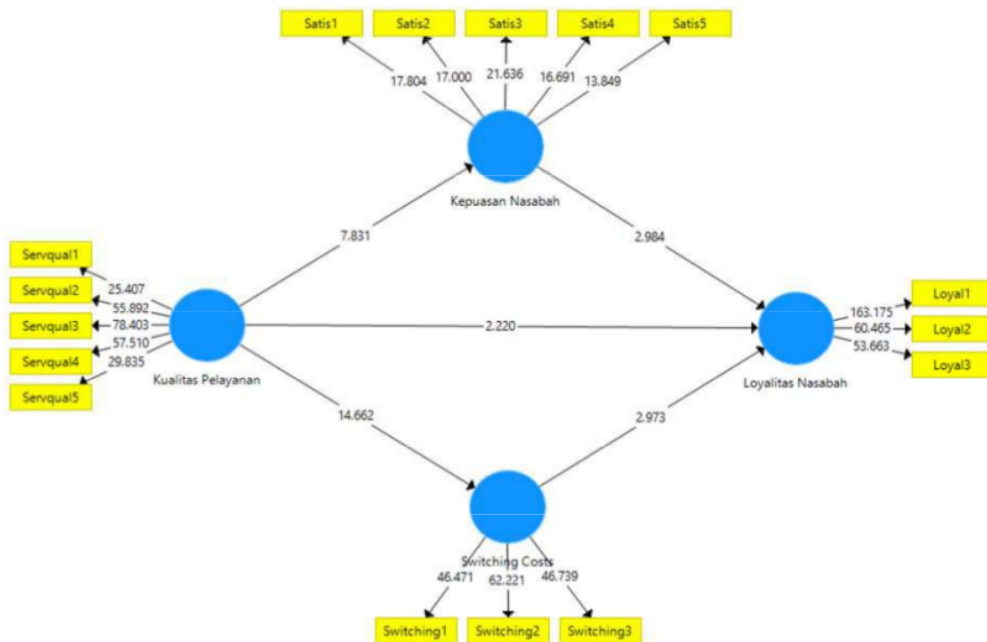 Satis1 Satis2 Satis3 Satis4 Satis5
17.804 17.000 21.636 16.691 13.849
Kepuasan Nasabah
7.831 2.984
Servqual1
Servqual2
Servqual3
Servqual4
Servqual5
25.407
55.892
78.403
57.510
29.835
Kualitas Pelayanan
2.220
163.175
60.465
53.663
Loyal1
Loyal2
Loyal3
Loyalitas Nasabah
14.662 2.973
Switching Costs
46.471 62.221 46.739
Switching1 Switching2 Switching3